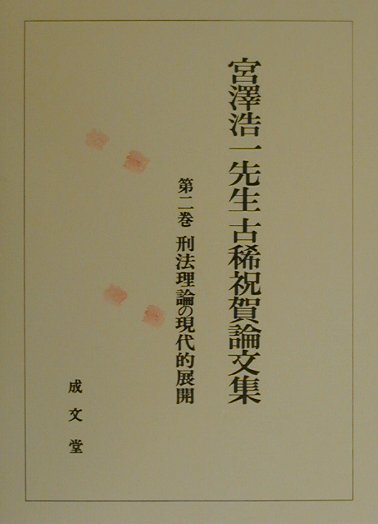 宮澤浩一先生古稀祝賀論文集
第二巻 刑法理論の現代的展開
成文堂